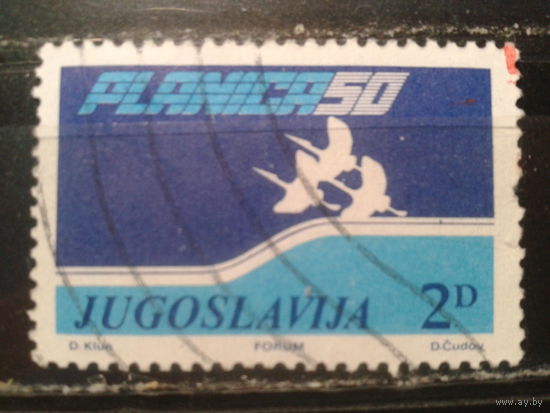 PLANICA50
JUGOSLAVIJA 2D
D. Klun FORUM D. Čudov
www.ay.by